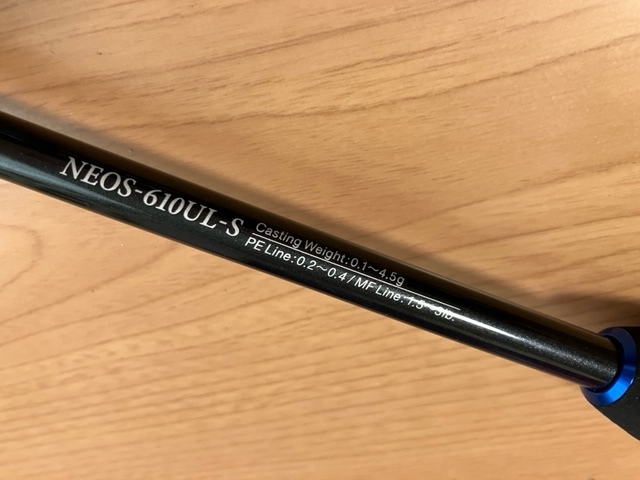 NEOS-610UL-S
Casting Weight:0.1~4.5g
PE Line:0.2~0.4/MF Line:1.5~3lb.